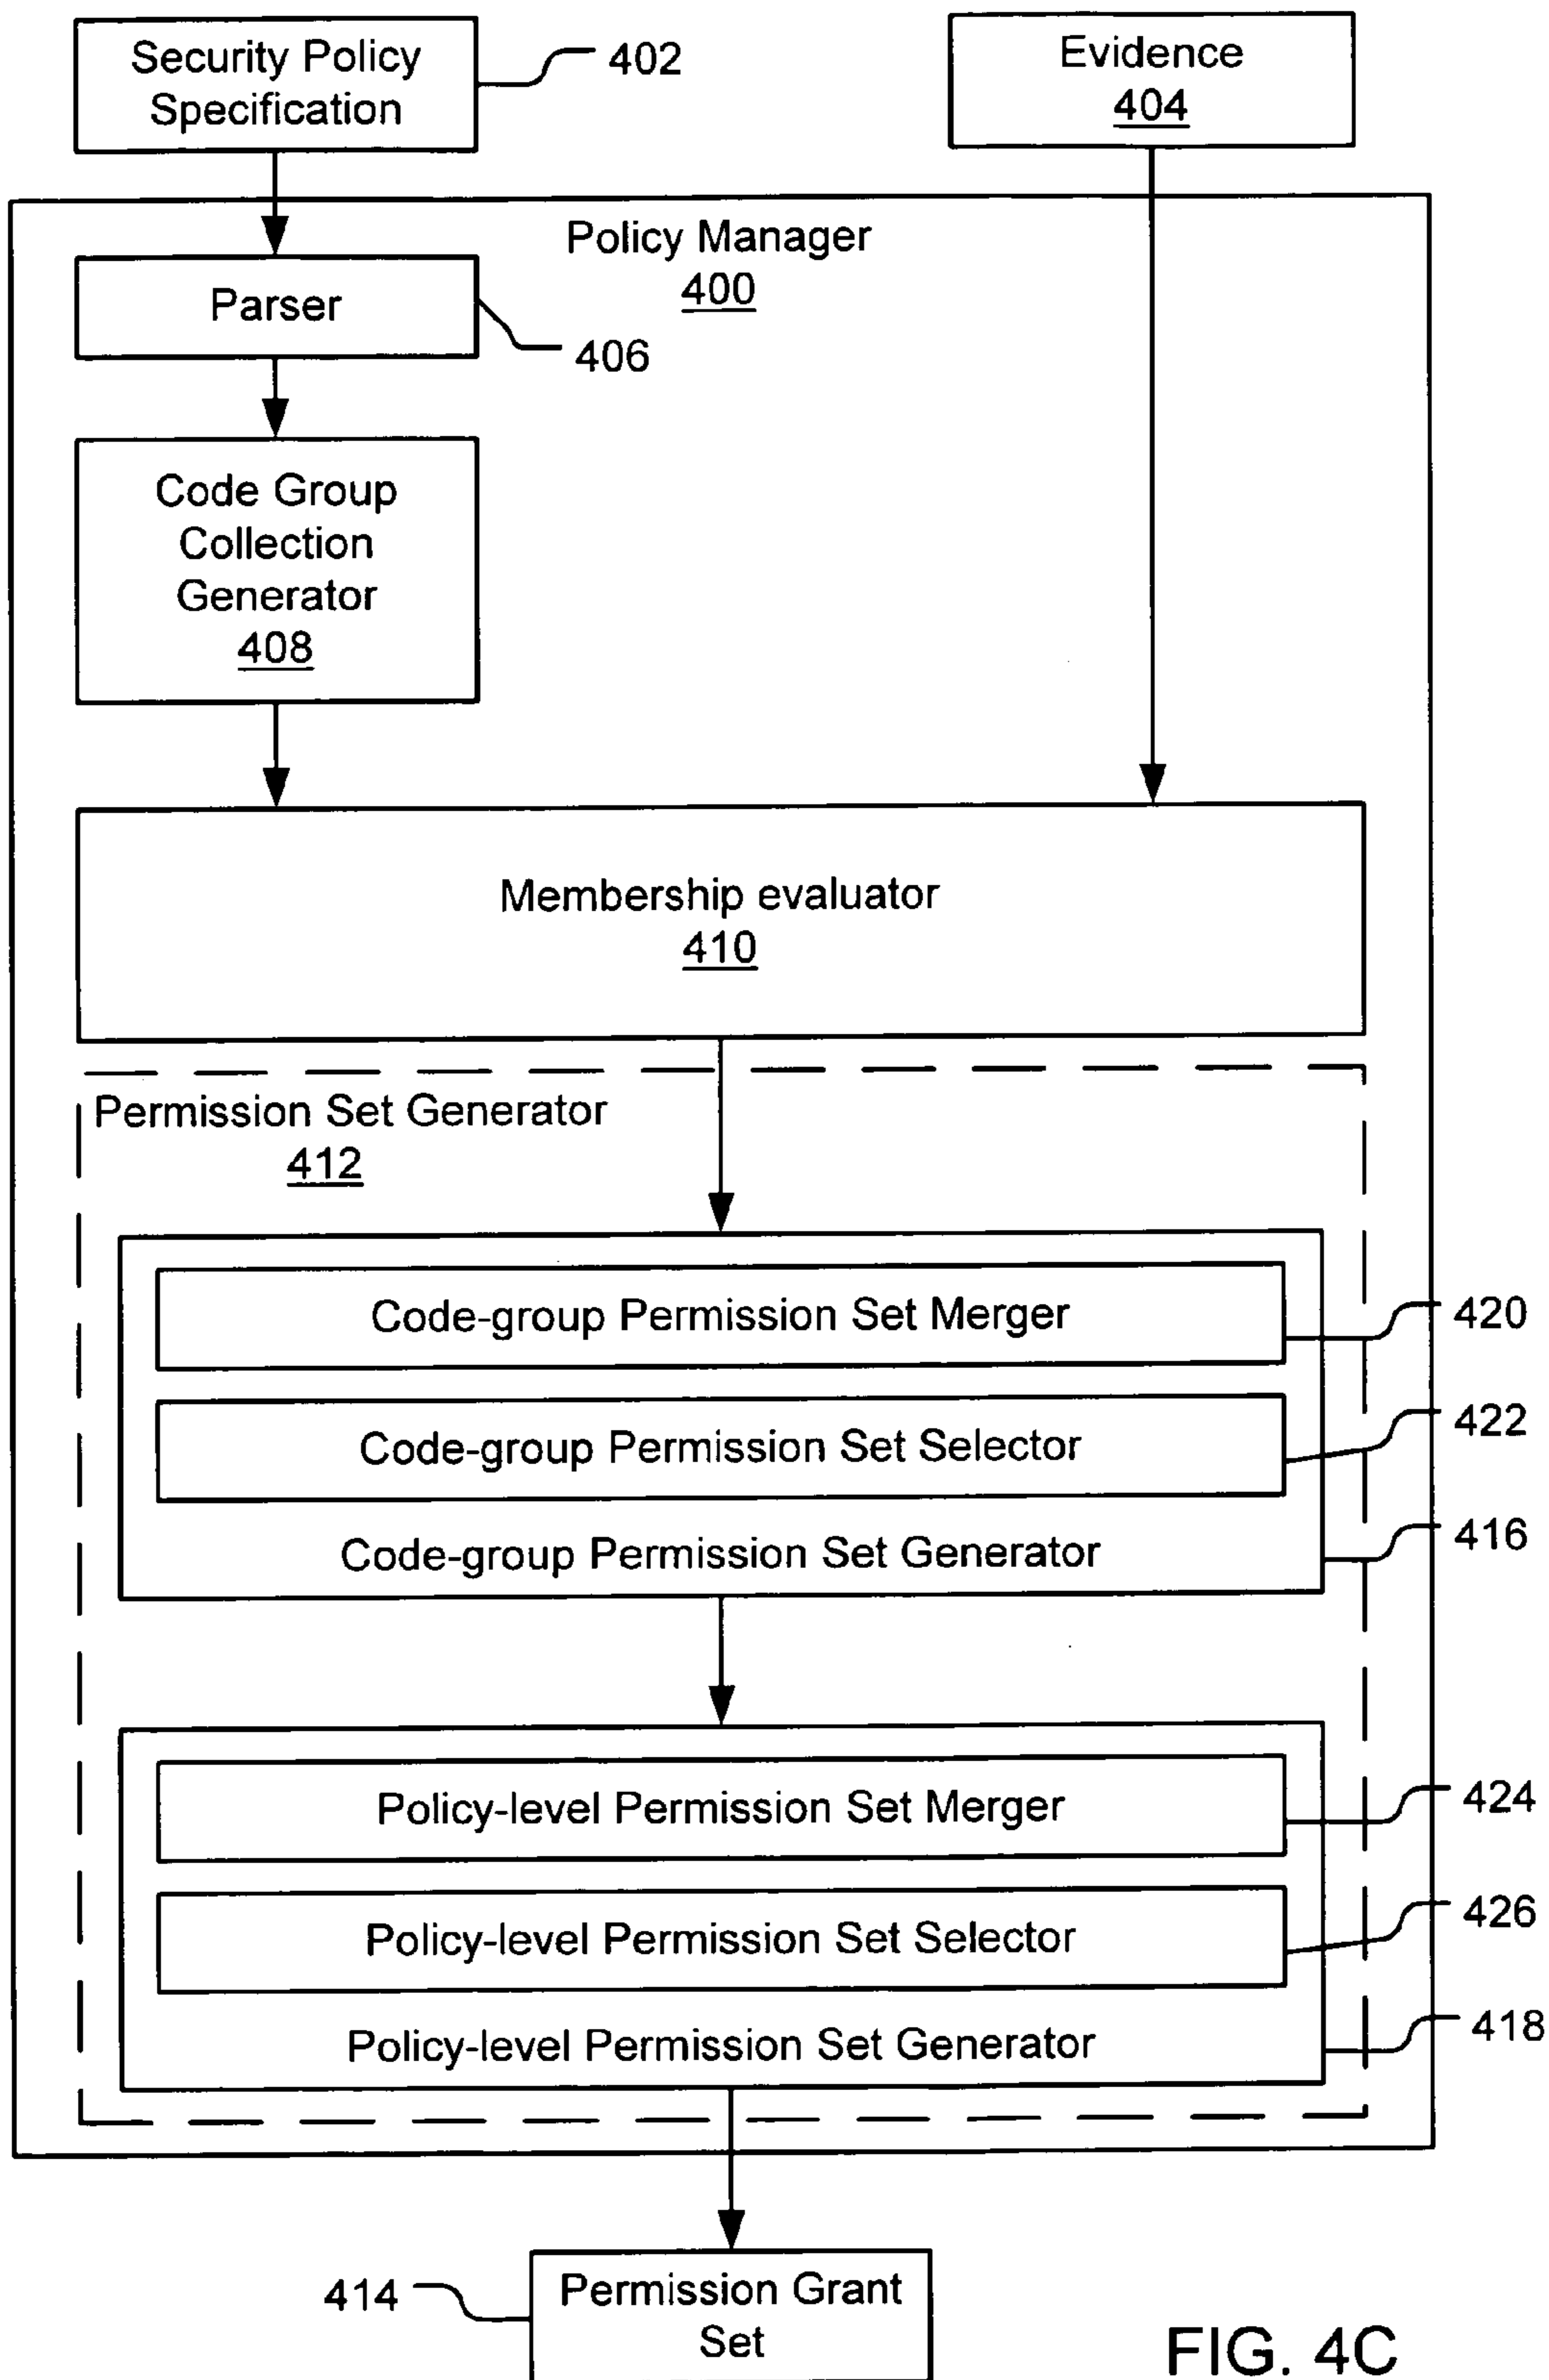 Security Policy
Specification
402
Evidence
404
Policy Manager
400
Parser
406
Code Group
Collection
Generator
408
Membership evaluator
410
Permission Set Generator
412
Code-group Permission Set Merger
420
Code-group Permission Set Selector
422
Code-group Permission Set Generator
416
Policy-level Permission Set Merger
424
Policy-level Permission Set Selector
426
Policy-level Permission Set Generator
418
414
Permission Grant
Set
FIG. 4C